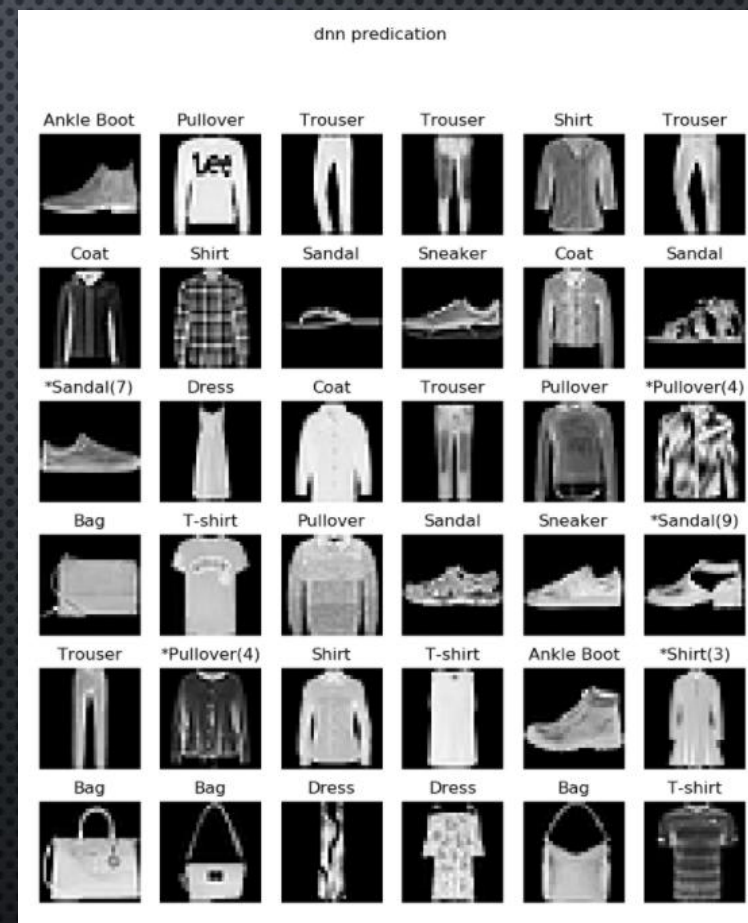 dnn predication
Ankle Boot Pullover Trouser Trouser Shirt Trouser
Lee
Coat Shirt Sandal Sneaker Coat Sandal
*Sandal(7) Dress Coat Trouser Pullover *Pullover(4)
Bag T-shirt Pullover Sandal Sneaker *Sandal(9)
Trouser *Pullover(4) Shirt T-shirt Ankle Boot *Shirt(3)
Bag Bag Dress Dress Bag T-shirt